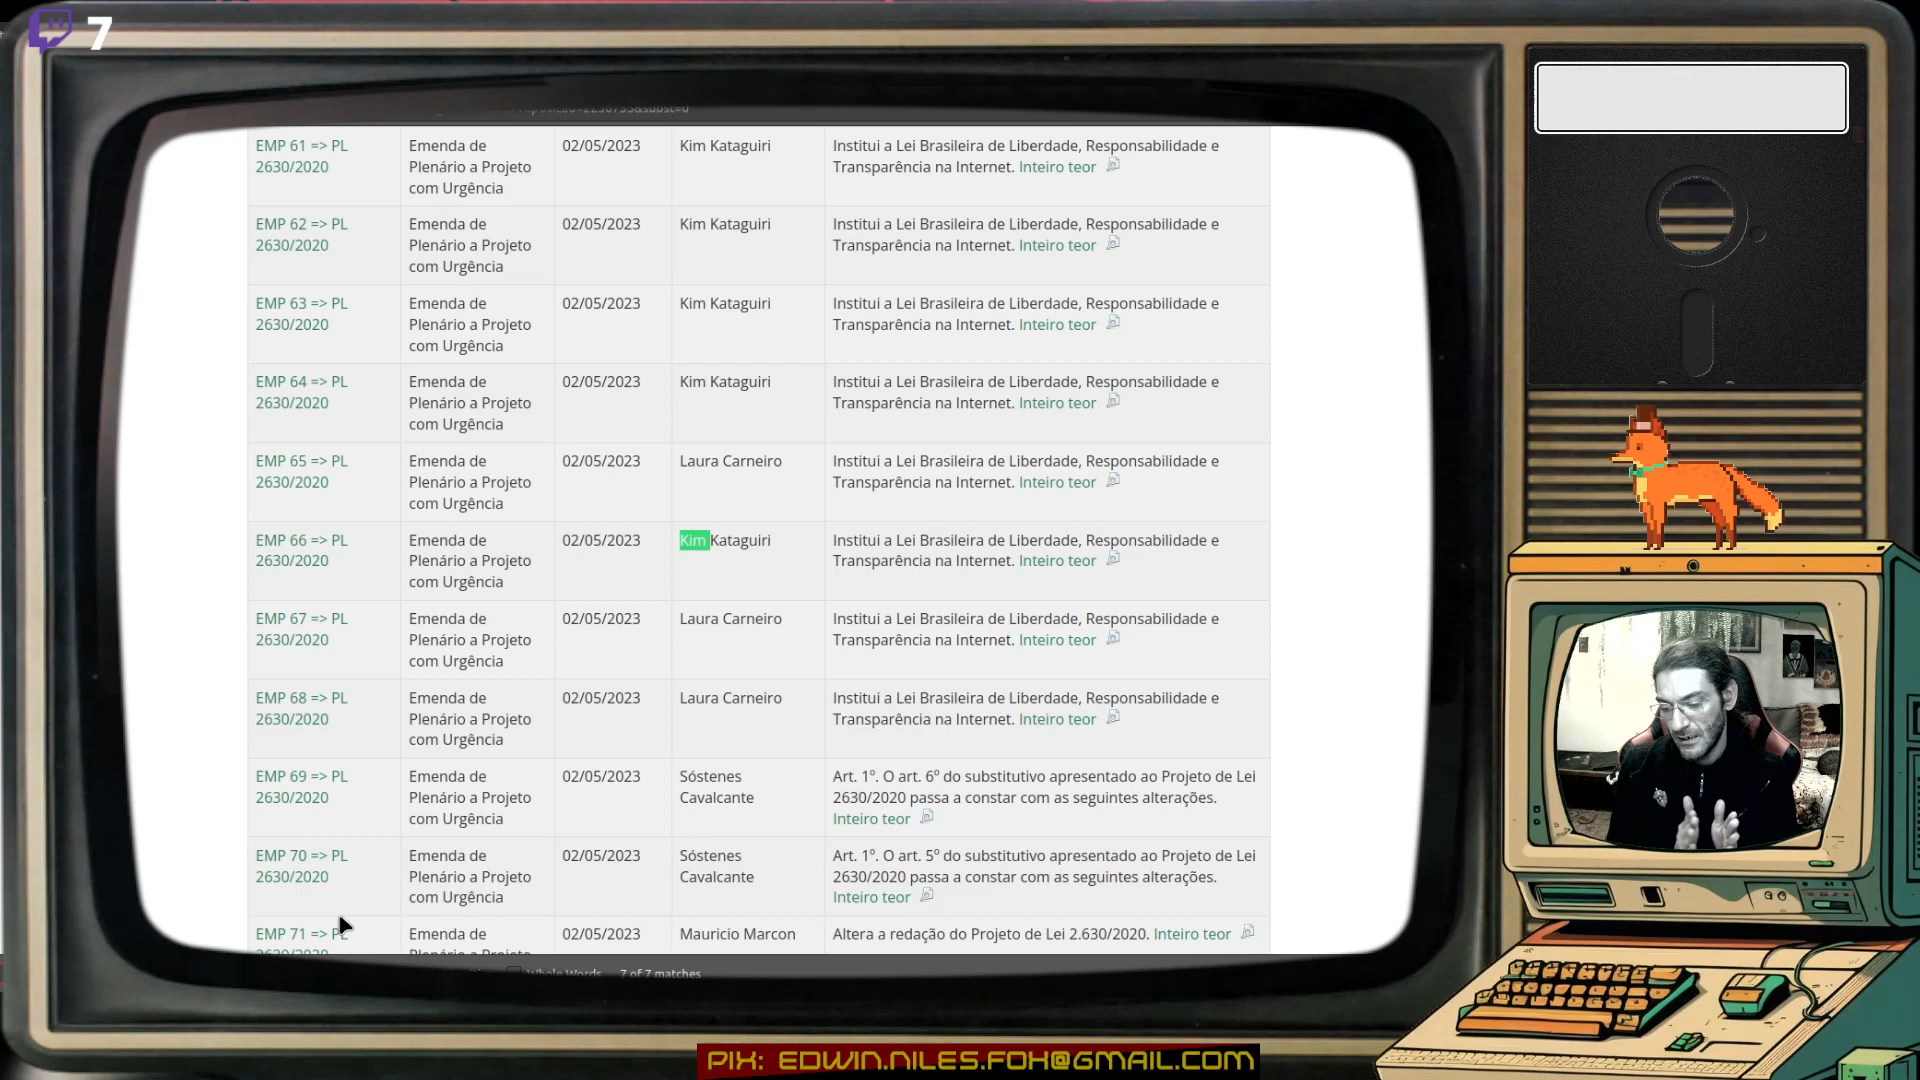 7
EMP 61 => PL
2630/2020
Emenda de
Plenário a Projeto
com Urgência
02/05/2023
Kim Kataguiri
Institui a Lei Brasileira de Liberdade, Responsabilidade e
Transparência na Internet. Inteiro teor
EMP 62 => PL
2630/2020
Emenda de
Plenário a Projeto
com Urgência
02/05/2023
Kim Kataguiri
Institui a Lei Brasileira de Liberdade, Responsabilidade e
Transparência na Internet. Inteiro teor
EMP 63 => PL
2630/2020
Emenda de
Plenário a Projeto
com Urgência
02/05/2023
Kim Kataguiri
Institui a Lei Brasileira de Liberdade, Responsabilidade e
Transparência na Internet. Inteiro teor
EMP 64 => PL
2630/2020
Emenda de
Plenário a Projeto
com Urgência
02/05/2023
Kim Kataguiri
Institui a Lei Brasileira de Liberdade, Responsabilidade e
Transparência na Internet. Inteiro teor
EMP 65 => PL
2630/2020
Emenda de
Plenário a Projeto
com Urgência
02/05/2023
Laura Carneiro
Institui a Lei Brasileira de Liberdade, Responsabilidade e
Transparência na Internet. Inteiro teor
EMP 66 => PL
2630/2020
Emenda de
Plenário a Projeto
com Urgência
02/05/2023
Kim Kataguiri
Institui a Lei Brasileira de Liberdade, Responsabilidade e
Transparência na Internet. Inteiro teor
EMP 67 => PL
2630/2020
Emenda de
Plenário a Projeto
com Urgência
02/05/2023
Laura Carneiro
Institui a Lei Brasileira de Liberdade, Responsabilidade e
Transparência na Internet. Inteiro teor
EMP 68 => PL
2630/2020
Emenda de
Plenário a Projeto
com Urgência
02/05/2023
Laura Carneiro
Institui a Lei Brasileira de Liberdade, Responsabilidade e
Transparência na Internet. Inteiro teor
EMP 69 => PL
2630/2020
Emenda de
Plenário a Projeto
com Urgência
02/05/2023
Sóstenes
Cavalcante
Art. 1º. O art. 6º do substitutivo apresentado ao Projeto de Lei
2630/2020 passa a constar com as seguintes alterações.
Inteiro teor
EMP 70 => PL
2630/2020
Emenda de
Plenário a Projeto
com Urgência
02/05/2023
Sóstenes
Cavalcante
Art. 1º. O art. 5º do substitutivo apresentado ao Projeto de Lei
2630/2020 passa a constar com as seguintes alterações.
Inteiro teor
EMP 71 => PL
2630/2020
Emenda de
Plenário a Projeto
02/05/2023
Mauricio Marcon
Altera a redação do Projeto de Lei 2.630/2020. Inteiro teor
Whole Words 7 of 7 matches
PIX: EDWIN.NILES.FOX@GMAIL.COM